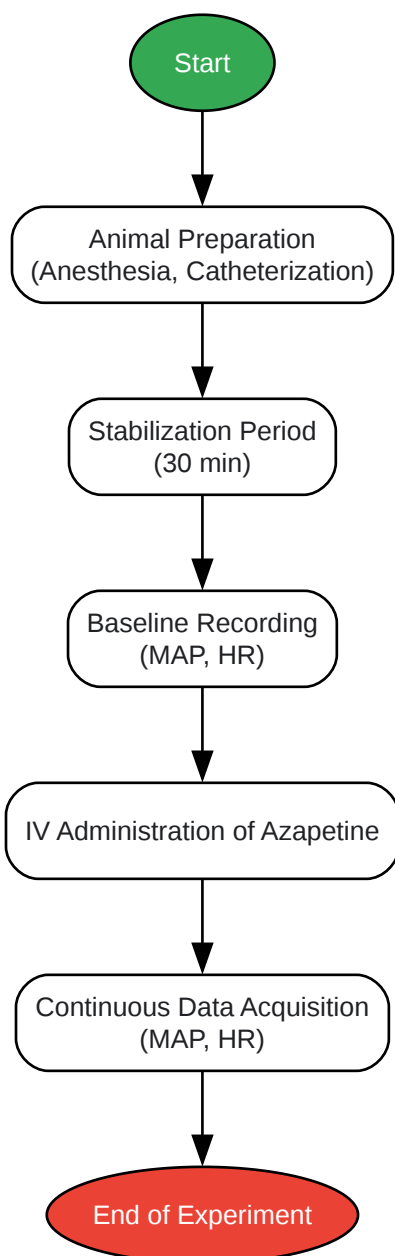 Start
Animal Preparation
(Anesthesia, Catheterization)
Stabilization Period
(30 min)
Baseline Recording
(MAP, HR)
IV Administration of Azapetine
Continuous Data Acquisition
(MAP, HR)
End of Experiment